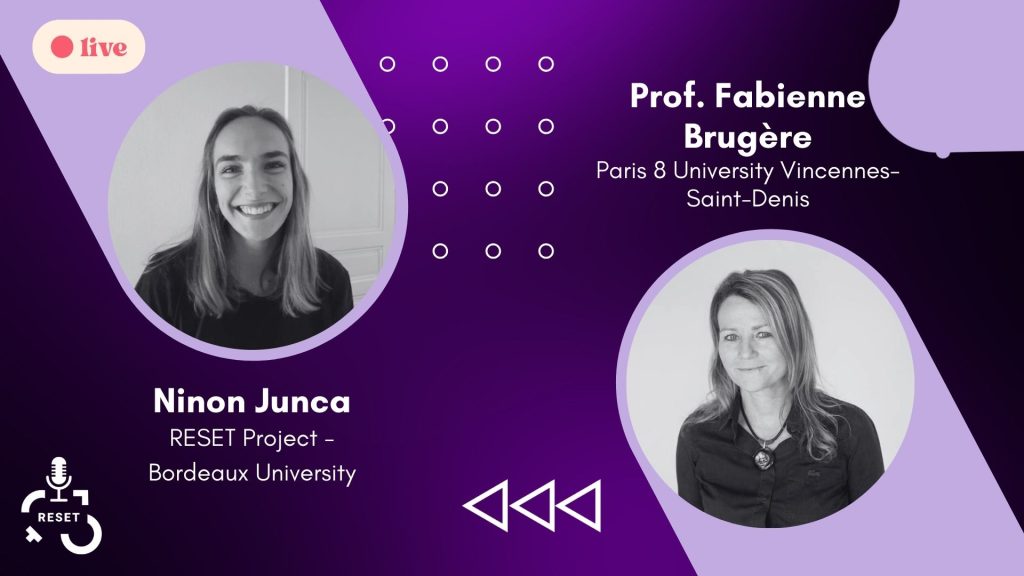 live
Prof. Fabienne
Brugère
Paris 8 University Vincennes-
Saint-Denis
Ninon Junca
RESET Project -
Bordeaux University
RESET